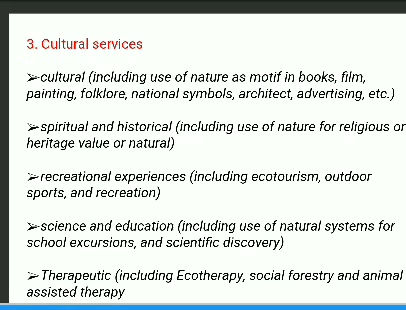 3. Cultural services
➢cultural (including use of nature as motif in books, film,
painting, folklore, national symbols, architect, advertising, etc.)
➢spiritual and historical (including use of nature for religious or
heritage value or natural)
➢recreational experiences (including ecotourism, outdoor
sports, and recreation)
➢science and education (including use of natural systems for
school excursions, and scientific discovery)
➢Therapeutic (including Ecotherapy, social forestry and animal
assisted therapy